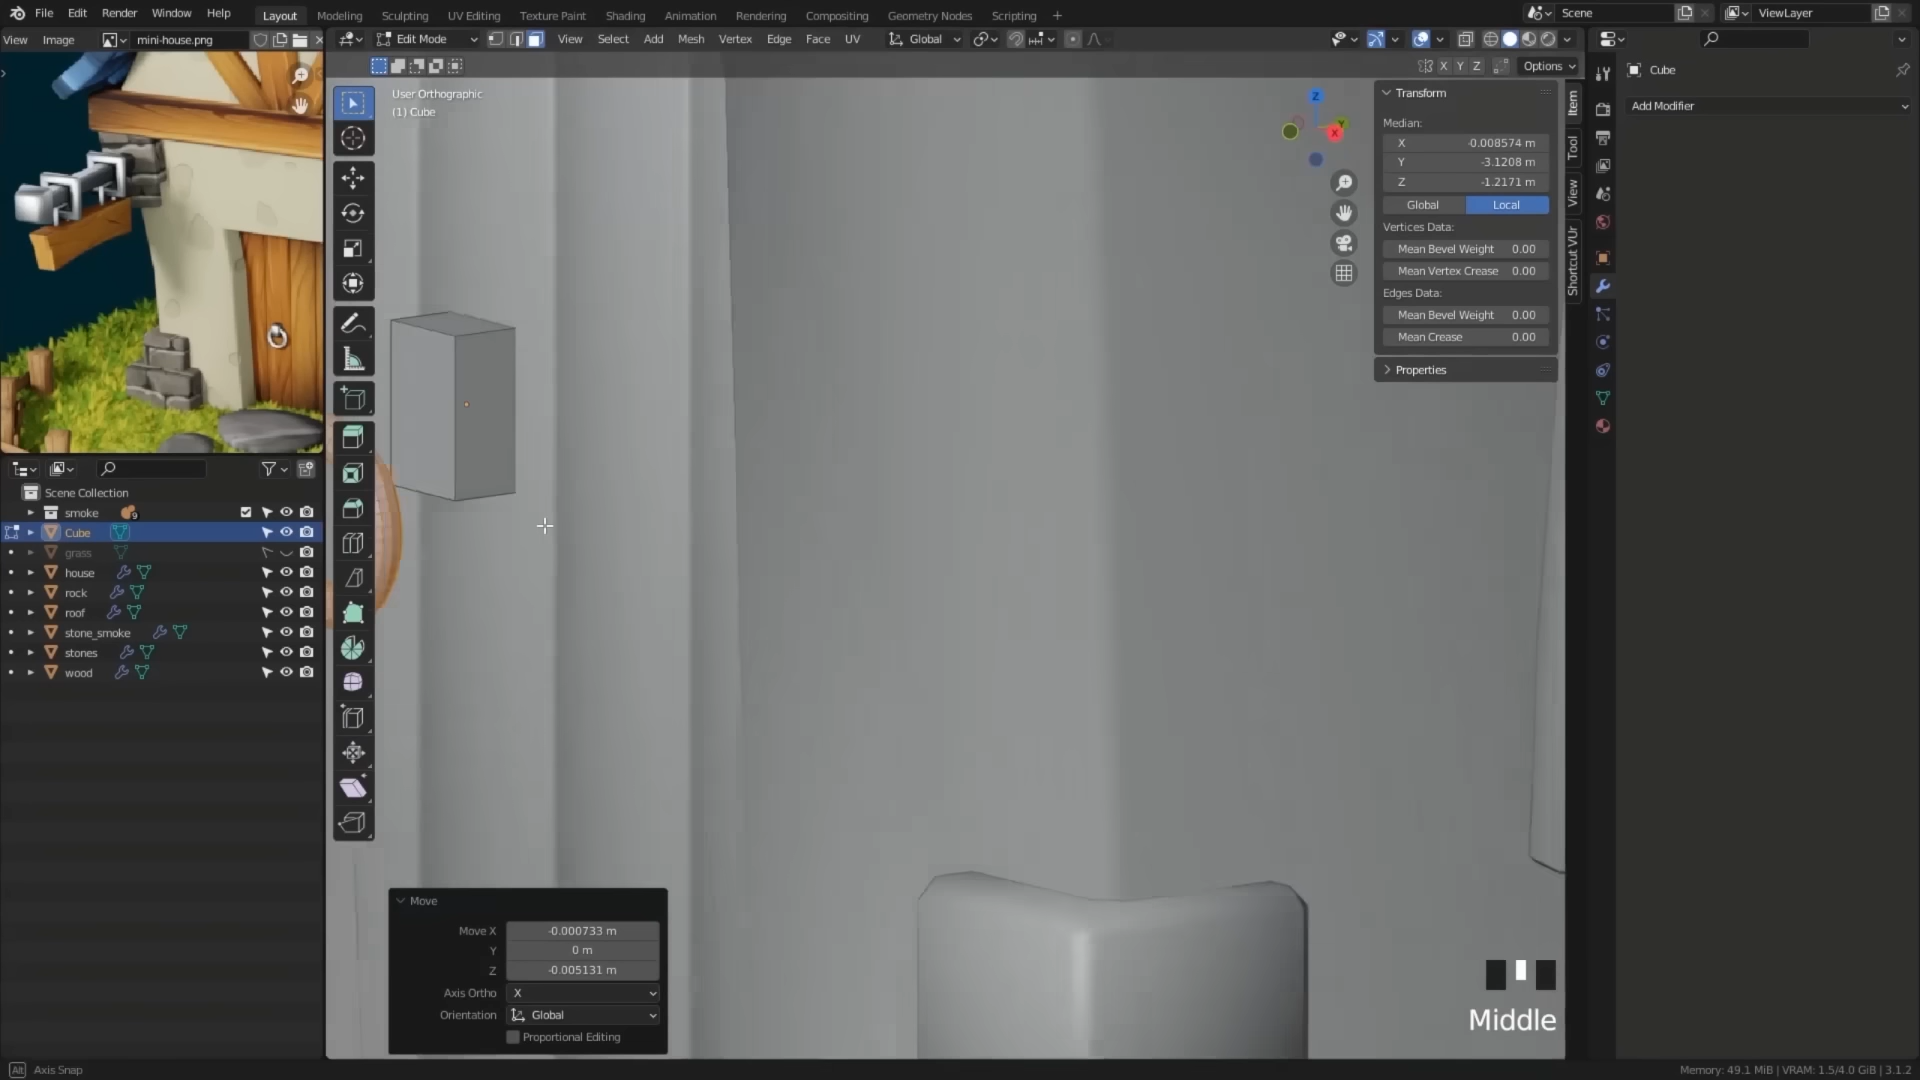 File Edit Render Window Help Layout Modeling Sculpting UV Editing Texture Paint Shading Animation Rendering Compositing Geometry Nodes Scripting + Scene ViewLayer
View Image mini-house.png Edit Mode View Select Add Mesh Vertex Edge Face UV Global
X Y Z Options
User Orthographic
(1) Cube
Z
Y
X
Transform
Median:
X -0.008574 m
Y -3.1208 m
Z -1.2171 m
Global Local
Vertices Data:
Mean Bevel Weight 0.00
Mean Vertex Crease 0.00
Edges Data:
Mean Bevel Weight 0.00
Mean Crease 0.00
Properties
Item
Tool
View
Shortcut VUr
Cube
Add Modifier
Scene Collection
smoke 9
Cube
grass
house
rock
roof
stone_smoke
stones
wood
Move
Move X -0.000733 m
Y 0 m
Z -0.005131 m
Axis Ortho X
Orientation Global
Proportional Editing
Middle
Alt Axis Snap
Memory: 49.1 MiB | VRAM: 1.5/4.0 GiB | 3.1.2